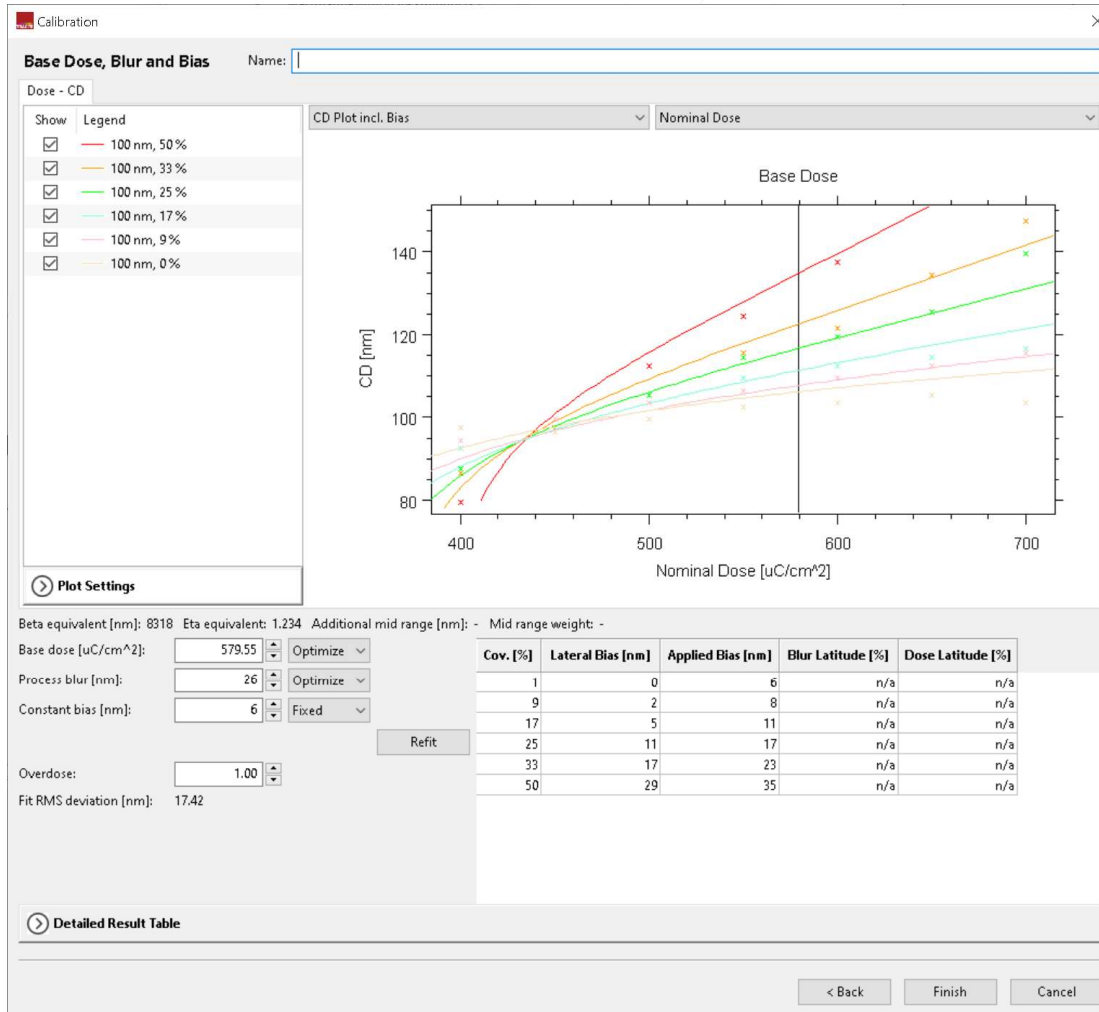 Calibration
Base Dose, Blur and Bias Name:
Dose - CD
Show Legend
100 nm, 50 %
100 nm, 33 %
100 nm, 25 %
100 nm, 17 %
100 nm, 9 %
100 nm, 0 %
Plot Settings
CD Plot incl. Bias Nominal Dose
Base Dose
CD [nm]
140
120
100
80
400 500 600 700
Nominal Dose [uC/cm^2]
Beta equivalent [nm]: 8318 Eta equivalent: 1.234 Additional mid range [nm]: - Mid range weight: -
Base dose [uC/cm^2]: 579.55 Optimize
Process blur [nm]: 26 Optimize
Constant bias [nm]: 6 Fixed
Refit
Overdose: 1.00
Fit RMS deviation [nm]: 17.42
Cov. [%] Lateral Bias [nm] Applied Bias [nm] Blur Latitude [%] Dose Latitude [%]
1 0 6 n/a n/a
9 2 8 n/a n/a
17 5 11 n/a n/a
25 11 17 n/a n/a
33 17 23 n/a n/a
50 29 35 n/a n/a
Detailed Result Table
< Back Finish Cancel